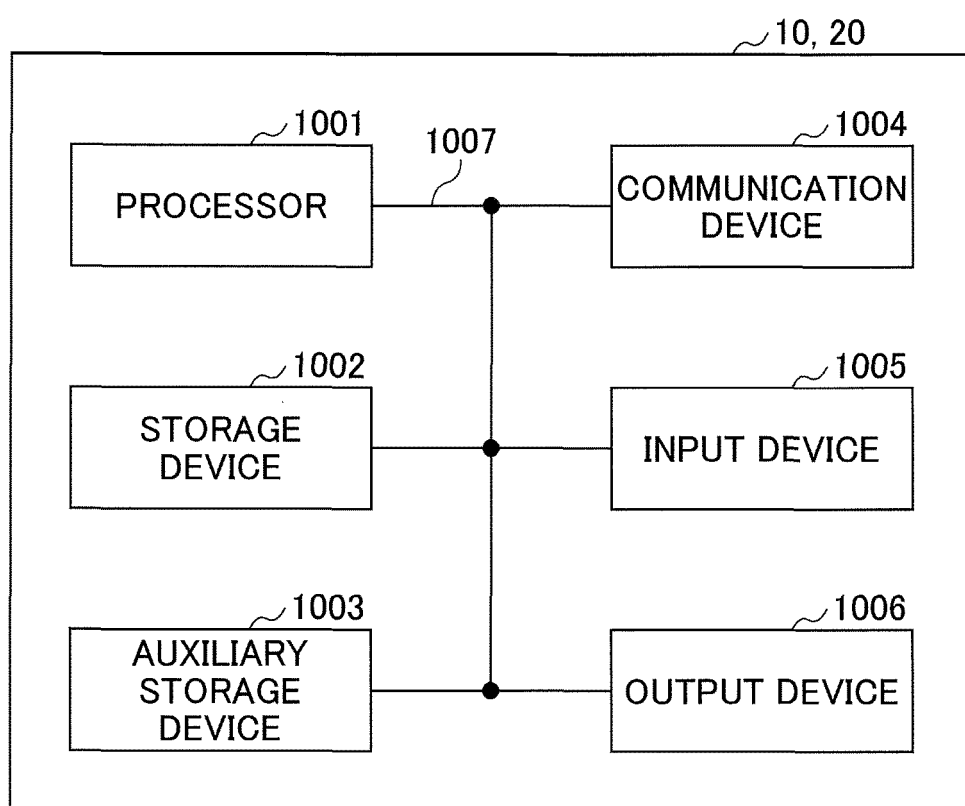 10, 20
1001
PROCESSOR
1007
1004
COMMUNICATION
DEVICE
1002
STORAGE
DEVICE
1005
INPUT DEVICE
1003
AUXILIARY
STORAGE
DEVICE
1006
OUTPUT DEVICE